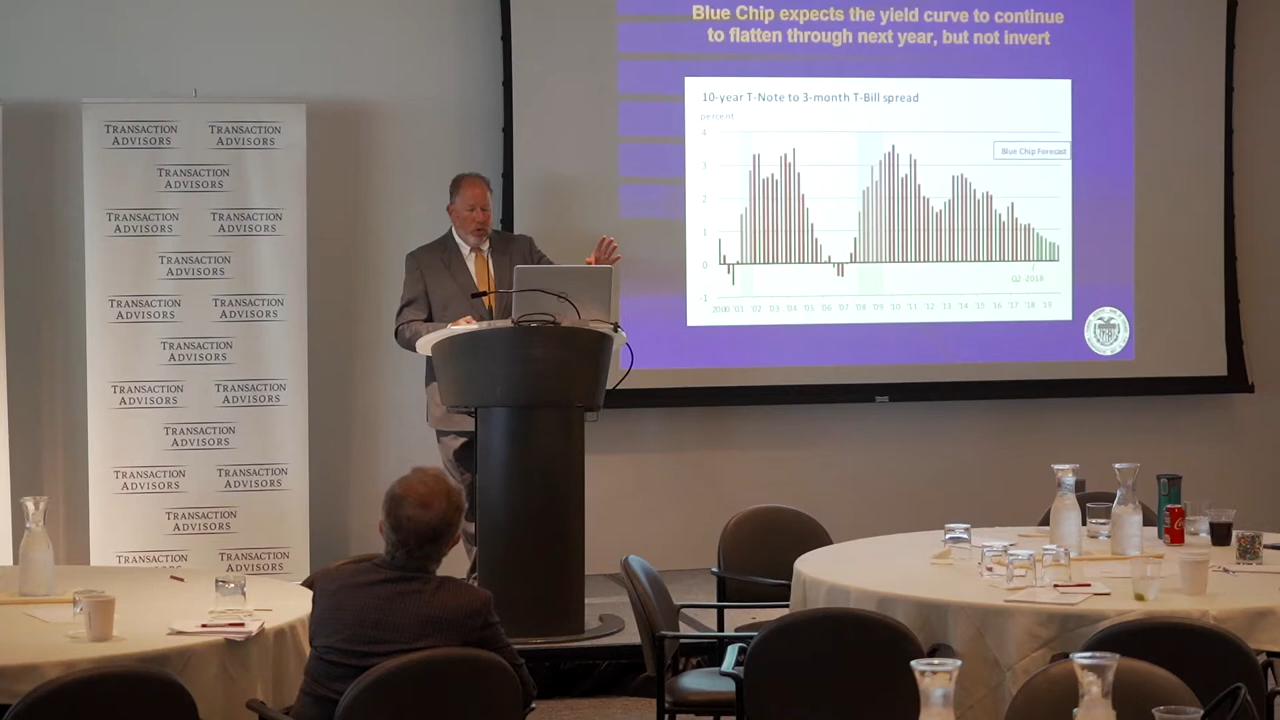 Blue Chip expects the yield curve to continue
to flatten through next year, but not invert
10-year T-Note to 3-month T-Bill spread
percent
4
3
2
1
0
-1
Blue Chip Forecast
Q2-2018
2000 '01 '02 '03 '04 '05 '06 '07 '08 '09 '10 '11 '12 '13 '14 '15 '16 '17 '18 '19
TRANSACTION
ADVISORS
TRANSACTION
ADVISORS
TRANSACTION
ADVISORS
TRANSACTION
ADVISORS
TRANSACTION
ADVISORS
TRANSACTION
ADVISORS
TRANSACTION
ADVISORS
TRANSACTION
ADVISORS
TRANSACTION
ADVISORS
TRANSACTION
ADVISORS
TRANSACTION
ADVISORS
TRANSACTION
ADVISORS
TRANSACTION
ADVISORS
TRANSACTION
ADVISORS
TRANSACTION
ADVISORS
TRANSACTION
TRANSACTION
ADVISORS